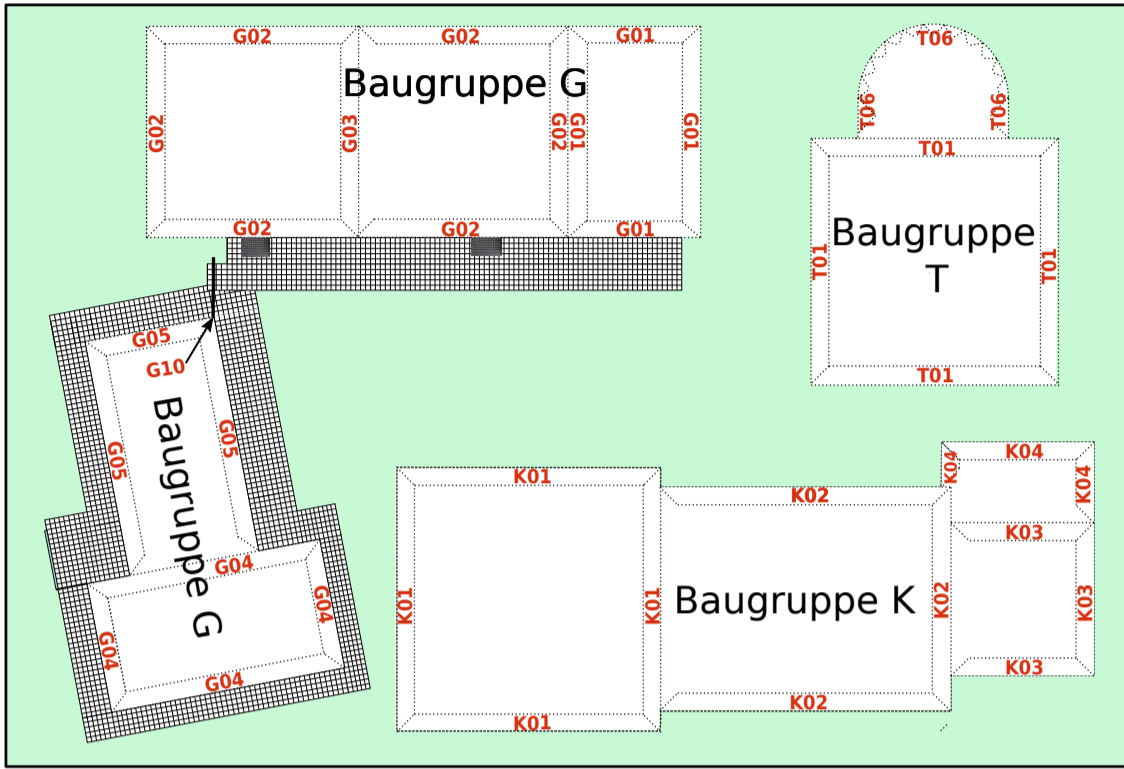 G02 G02 G01
T06
Baugruppe G
G02 G03 G02 G01 G01
T06 T06
T01
G02 G02 G01
Baugruppe
T
T01 T01
T01
G05
G10
G05 G05
Baugruppe G
G04
G04 G04
G04
K04
K04 K04
K01
K02
K03
K01 K01
Baugruppe K
K02 K03
K03
K02
K01